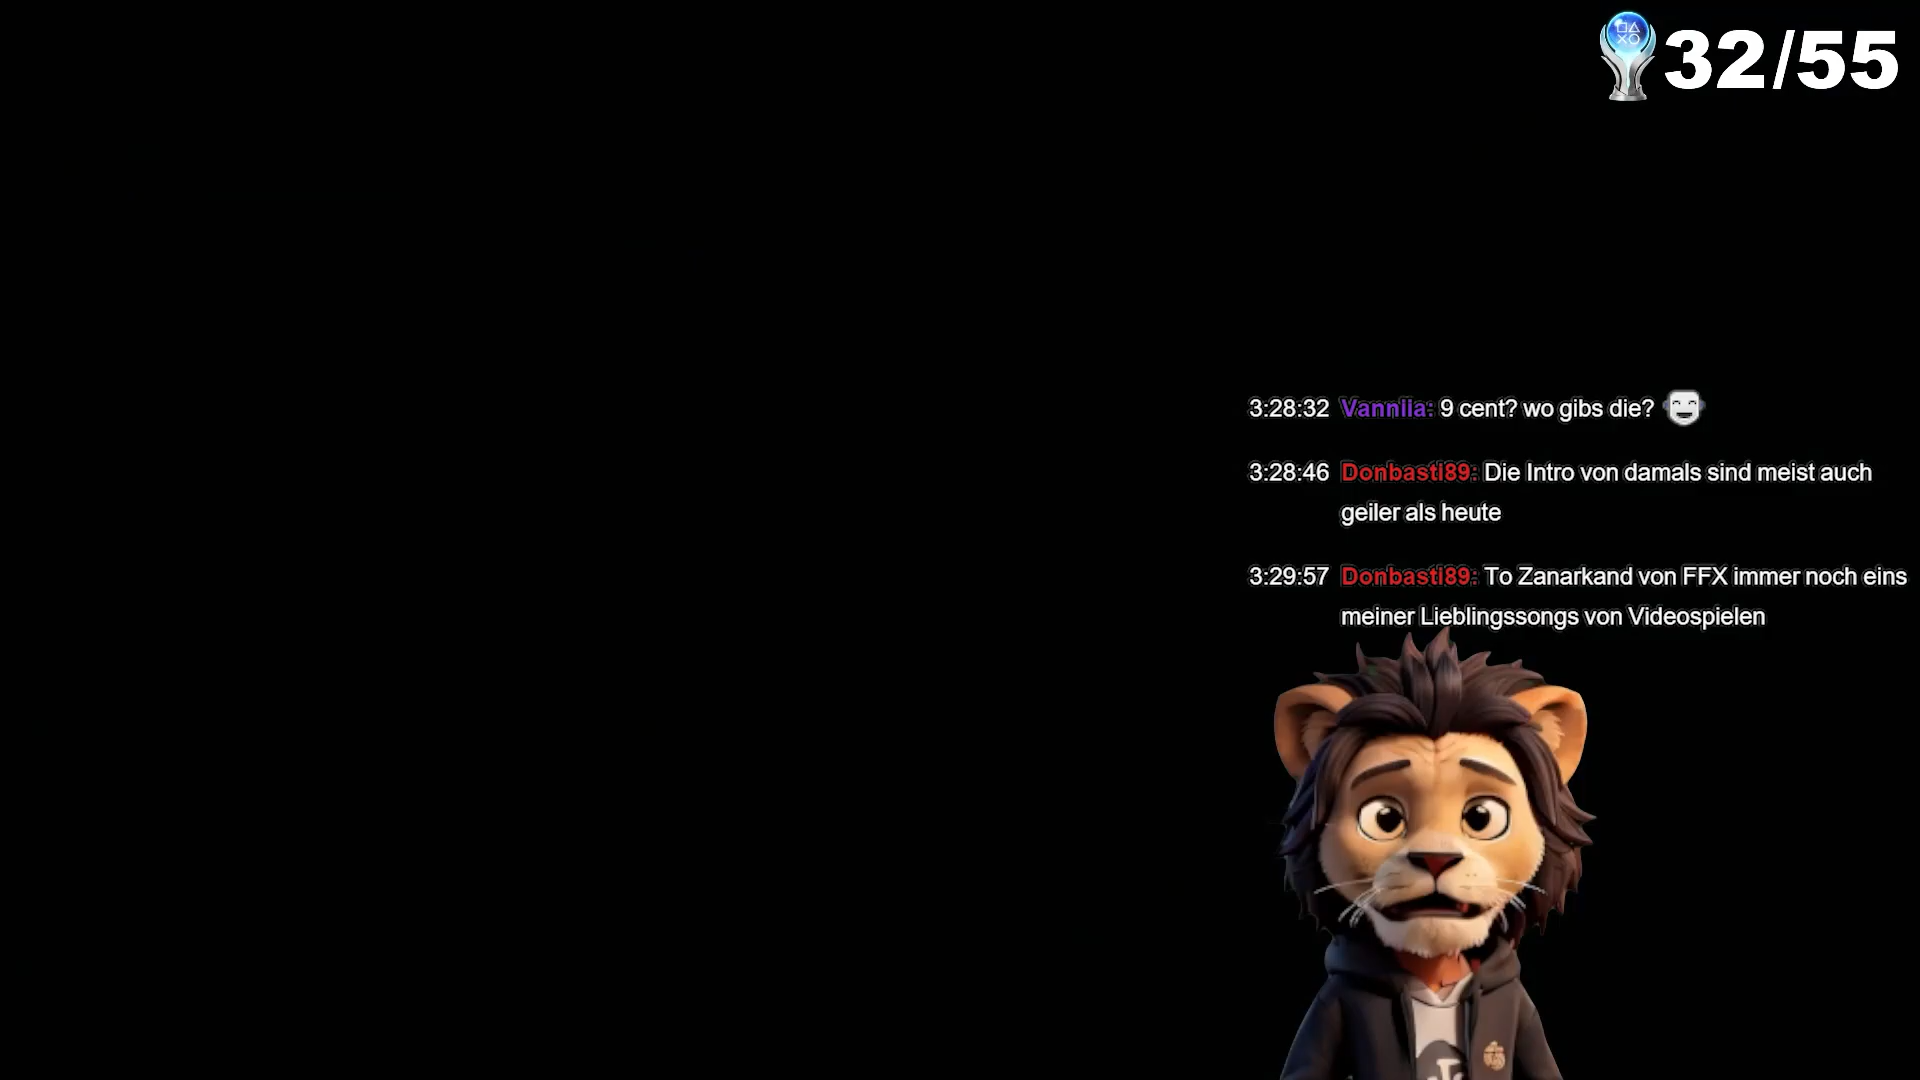 32/55
3:28:32 Vanniia: 9 cent? wo gibs die?
3:28:46 Donbasti89: Die Intro von damals sind meist auch
geiler als heute
3:29:57 Donbasti89: To Zanarkand von FFX immer noch eins
meiner Lieblingssongs von Videospielen